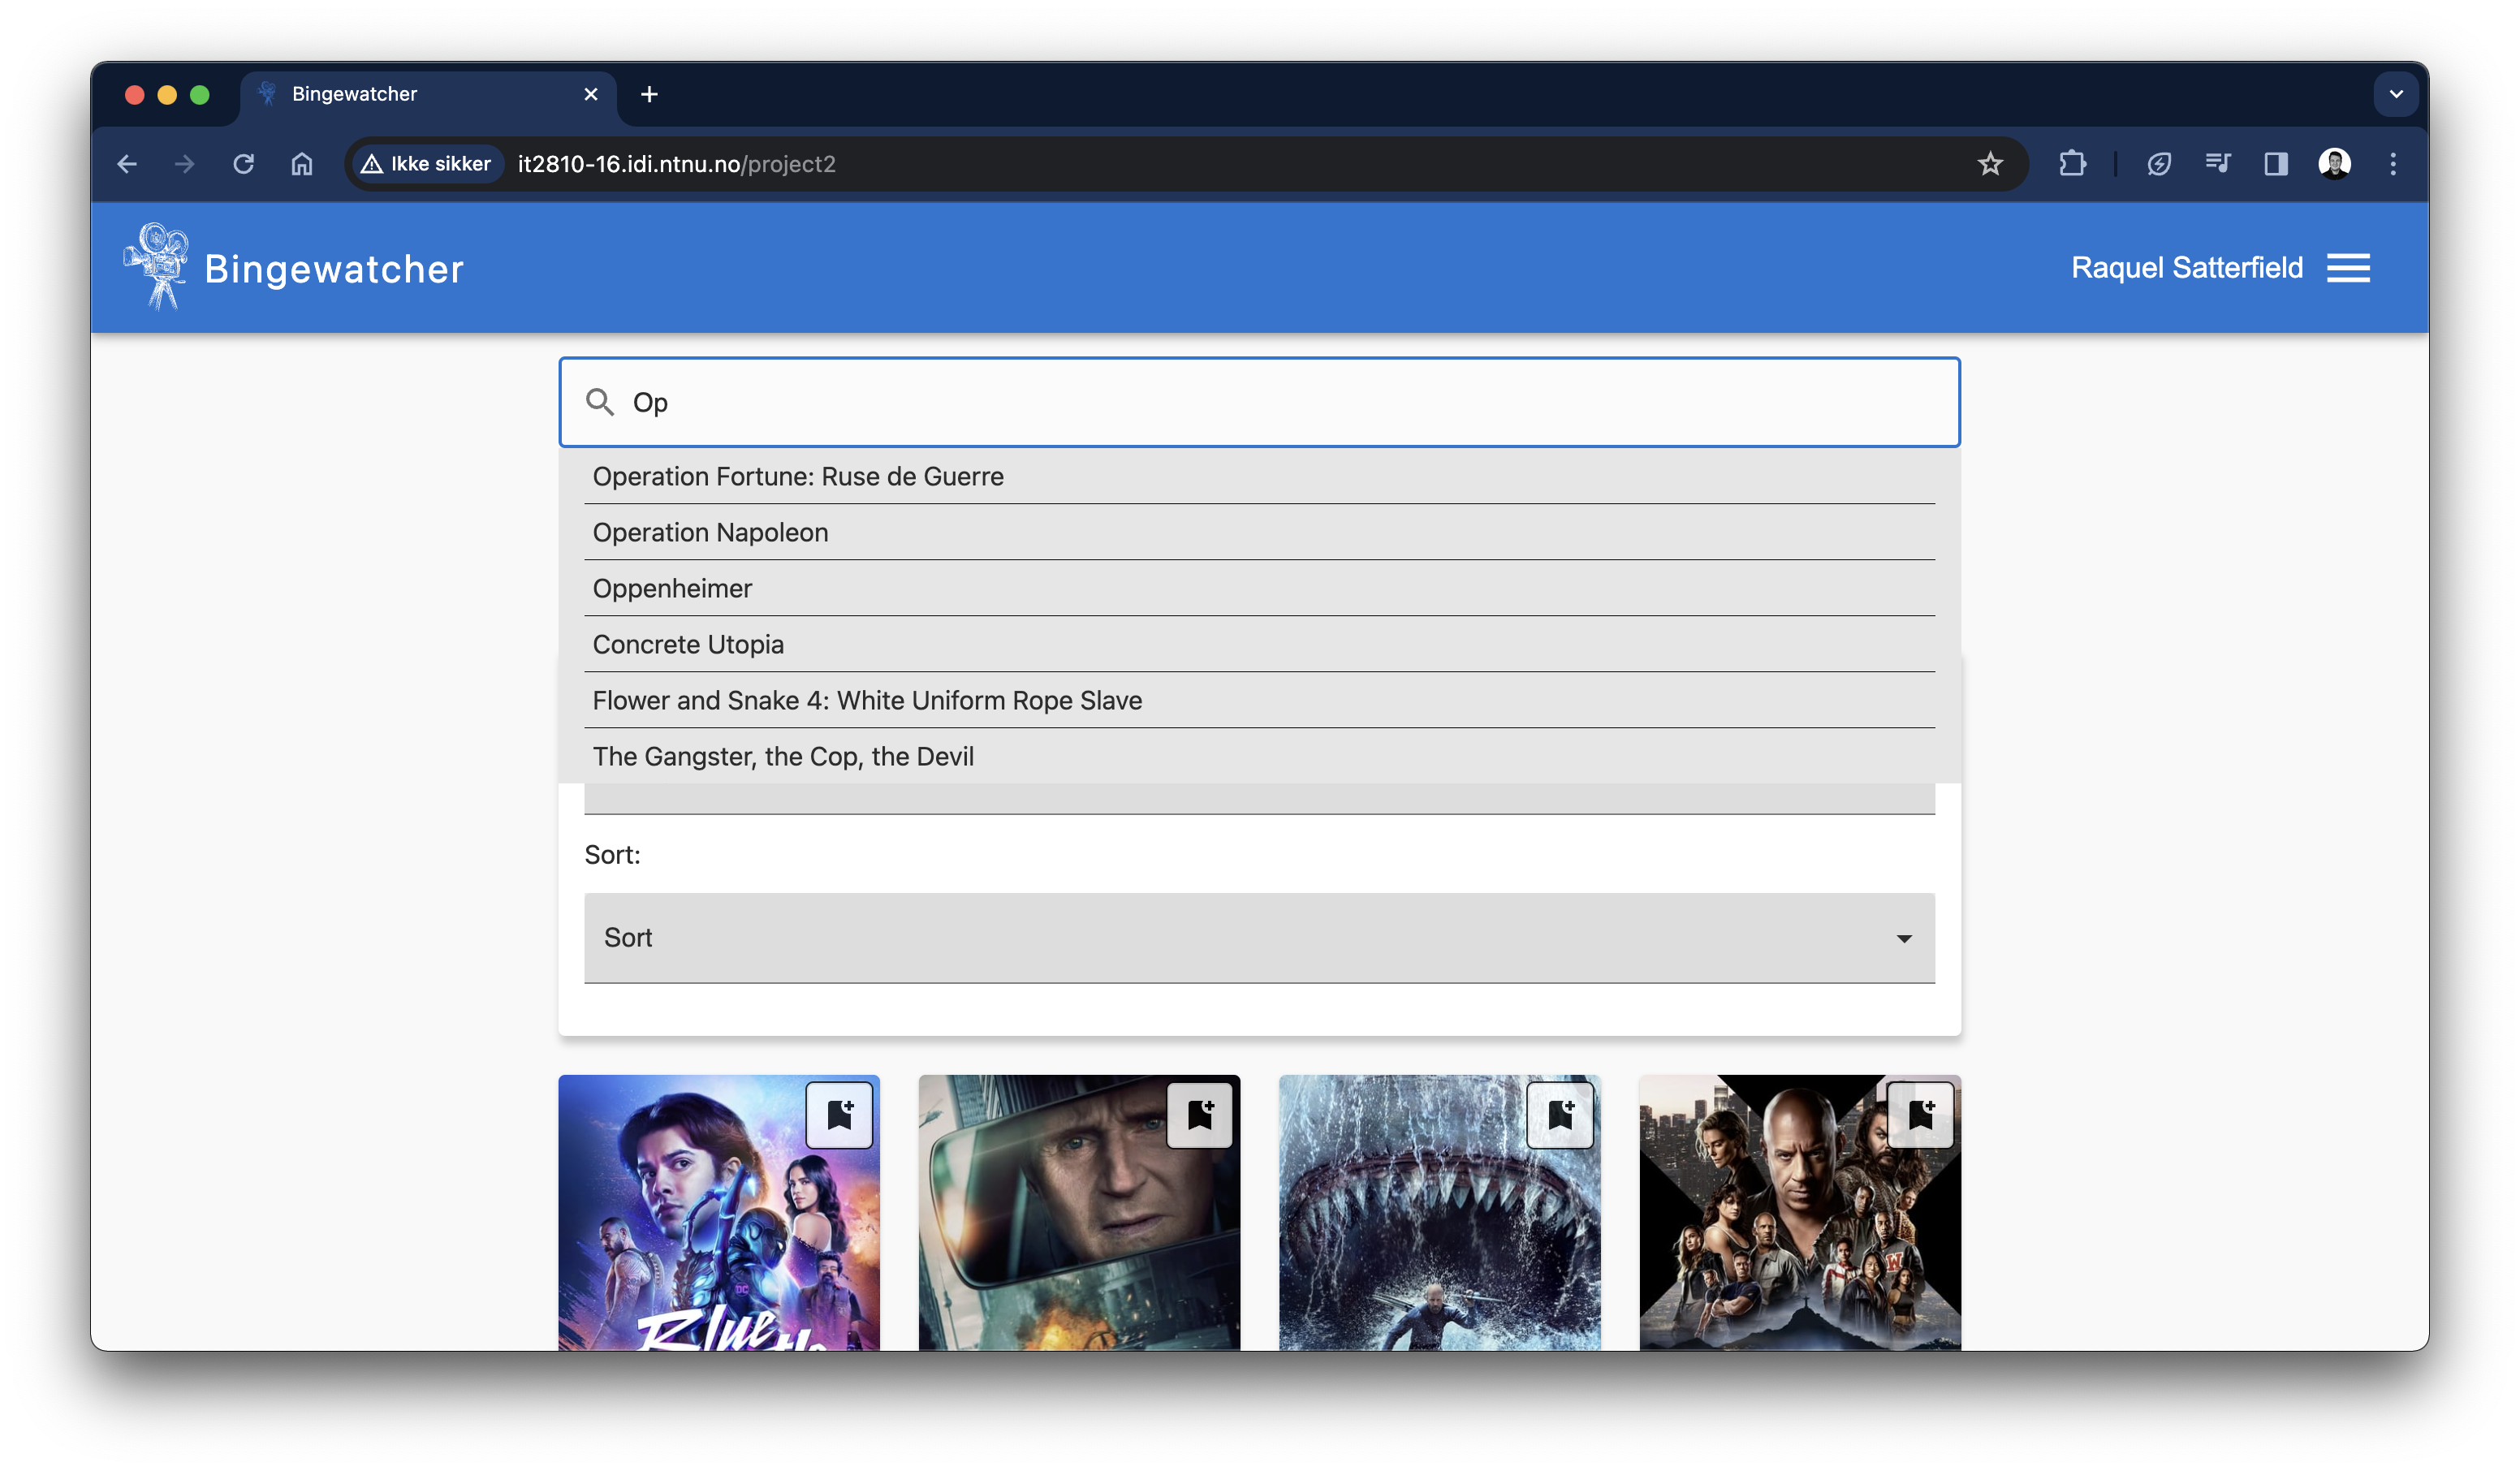 Bingewatcher
Ikke sikker
it2810-16.idi.ntnu.no/project2
Bingewatcher
Raquel Satterfield
Op
Operation Fortune: Ruse de Guerre
Operation Napoleon
Oppenheimer
Concrete Utopia
Flower and Snake 4: White Uniform Rope Slave
The Gangster, the Cop, the Devil
Sort:
Sort
DC
Blue
W